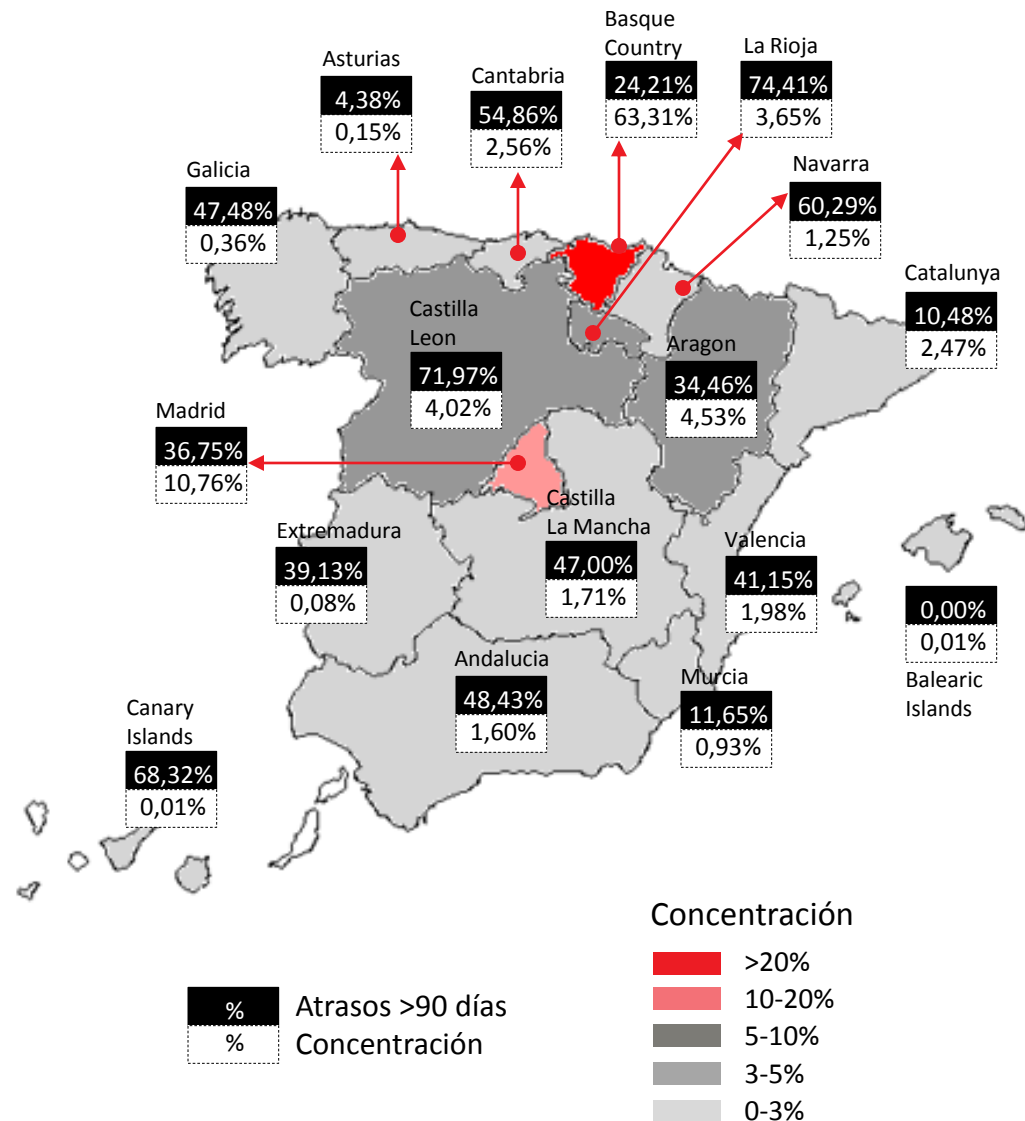 Basque
Country
24,21%
63,31%
La Rioja
74,41%
3,65%
Asturias
4,38%
0,15%
Cantabria
54,86%
2,56%
Galicia
47,48%
0,36%
Navarra
60,29%
1,25%
Catalunya
10,48%
2,47%
Castilla
Leon
71,97%
4,02%
Aragon
34,46%
4,53%
Madrid
36,75%
10,76%
Castilla
La Mancha
47,00%
1,71%
Extremadura
39,13%
0,08%
Valencia
41,15%
1,98%
0,00%
0,01%
Balearic
Islands
Andalucia
48,43%
1,60%
Murcia
11,65%
0,93%
Canary
Islands
68,32%
0,01%
Concentración
>20%
10-20%
5-10%
3-5%
0-3%
% Atrasos >90 días
% Concentración